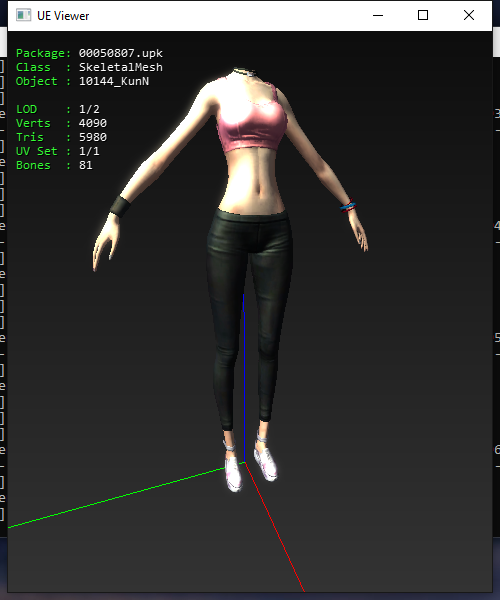 UE Viewer
Package: 00050807.upk
Class  : SkeletalMesh
Object : 10144_KunN
LOD    : 1/2
Verts  : 4090
Tris   : 5980
UV Set : 1/1
Bones  : 81